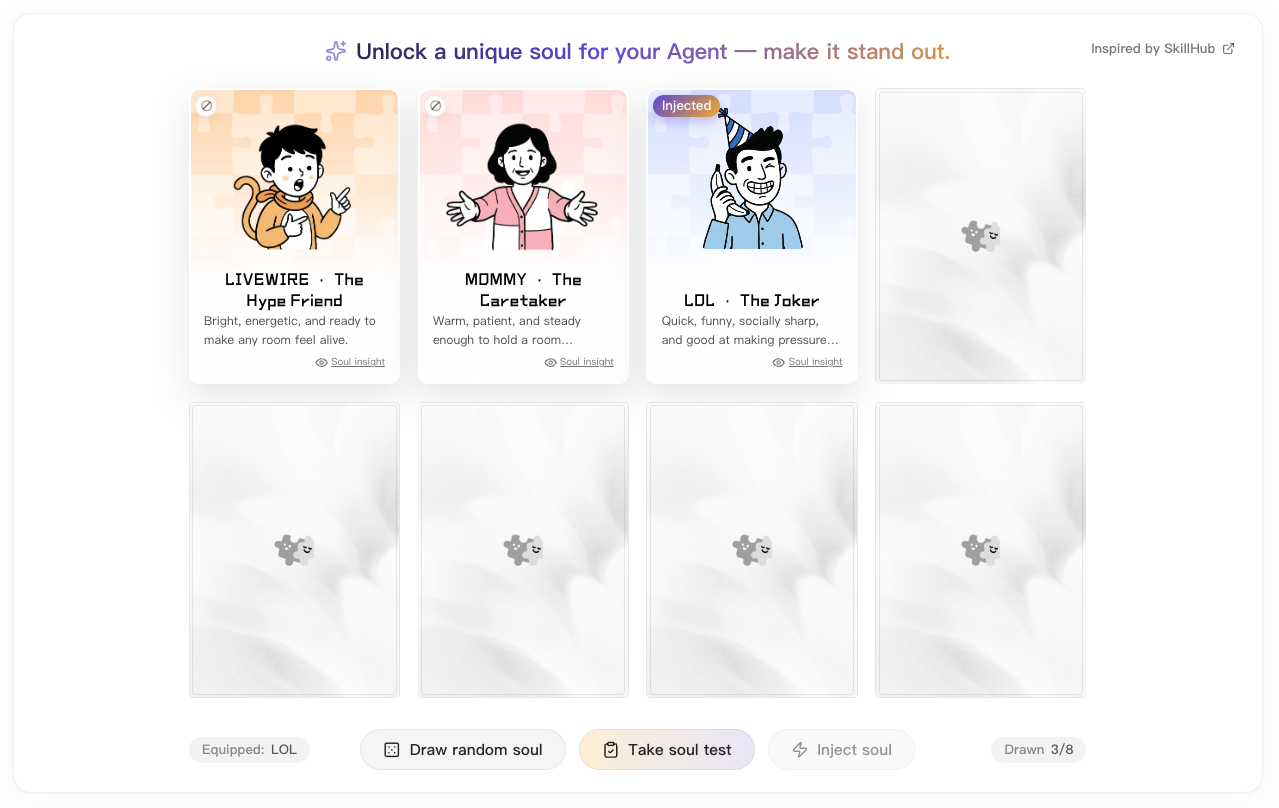 Unlock a unique soul for your Agent — make it stand out.
Inspired by SkillHub
Injected
LIVEWIRE · The
Hype Friend
Bright, energetic, and ready to
make any room feel alive.
Soul insight
MOMMY · The
Caretaker
Warm, patient, and steady
enough to hold a room...
Soul insight
LOL · The Joker
Quick, funny, socially sharp,
and good at making pressure...
Soul insight
Equipped: LOL
Draw random soul
Take soul test
Inject soul
Drawn 3/8